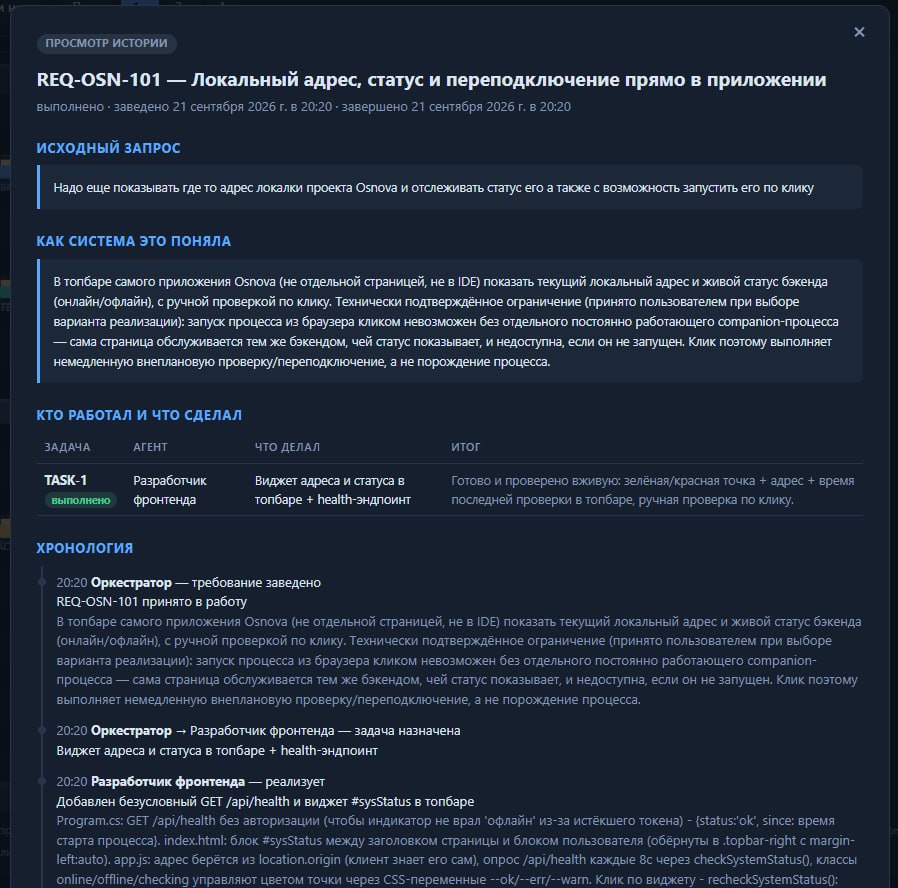 ПРОСМОТР ИСТОРИИ
REQ-OSN-101 — Локальный адрес, статус и переподключение прямо в приложении
выполнено · заведено 21 сентября 2026 г. в 20:20 · завершено 21 сентября 2026 г. в 20:20
ИСХОДНЫЙ ЗАПРОС
Надо еще показывать где то адрес локалки проекта Osnova и отслеживать статус его а также с возможность запустить его по клику
КАК СИСТЕМА ЭТО ПОНЯЛА
В топбаре самого приложения Osnova (не отдельной страницей, не в IDE) показать текущий локальный адрес и живой статус бэкенда
(онлайн/офлайн), с ручной проверкой по клику. Технически подтверждённое ограничение (принято пользователем при выборе
варианта реализации): запуск процесса из браузера кликом невозможен без отдельного постоянно работающего companion-процесса
— сама страница обслуживается тем же бэкендом, чей статус показывает, и недоступна, если он не запущен. Клик поэтому выполняет
немедленную внеплановую проверку/переподключение, а не порождение процесса.
КТО РАБОТАЛ И ЧТО СДЕЛАЛ
ЗАДАЧА АГЕНТ ЧТО ДЕЛАЛ ИТОГ
TASK-1 Разработчик Виджет адреса и статуса в Готово и проверено вживую: зелёная/красная точка + адрес + время
выполнено фронтенда топбаре + health-эндпоинт последней проверки в топбаре, ручная проверка по клику.
ХРОНОЛОГИЯ
20:20 Оркестратор — требование заведено
REQ-OSN-101 принято в работу
В топбаре самого приложения Osnova (не отдельной страницей, не в IDE) показать текущий локальный адрес и живой статус бэкенда
(онлайн/офлайн), с ручной проверкой по клику. Технически подтверждённое ограничение (принято пользователем при выборе
варианта реализации): запуск процесса из браузера кликом невозможен без отдельного постоянно работающего companion-
процесса — сама страница обслуживается тем же бэкендом, чей статус показывает, и недоступна, если он не запущен. Клик поэтому
выполняет немедленную внеплановую проверку/переподключение, а не порождение процесса.
20:20 Оркестратор → Разработчик фронтенда — задача назначена
Виджет адреса и статуса в топбаре + health-эндпоинт
20:20 Разработчик фронтенда — реализует
Добавлен безусловный GET /api/health и виджет #sysStatus в топбаре
Program.cs: GET /api/health без авторизации (чтобы индикатор не врал 'офлайн' из-за истёкшего токена) - {status:'ok', since: время
старта процесса}. index.html: блок #sysStatus между заголовком страницы и блоком пользователя (обёрнуты в .topbar-right с margin-
left:auto). app.js: адрес берётся из location.origin (клиент знает его сам), опрос /api/health каждые 8с через checkSystemStatus(), классы
online/offline/checking управляют цветом точки через CSS-переменные --ok/--err/--warn. Клик по виджету - recheckSystemStatus():